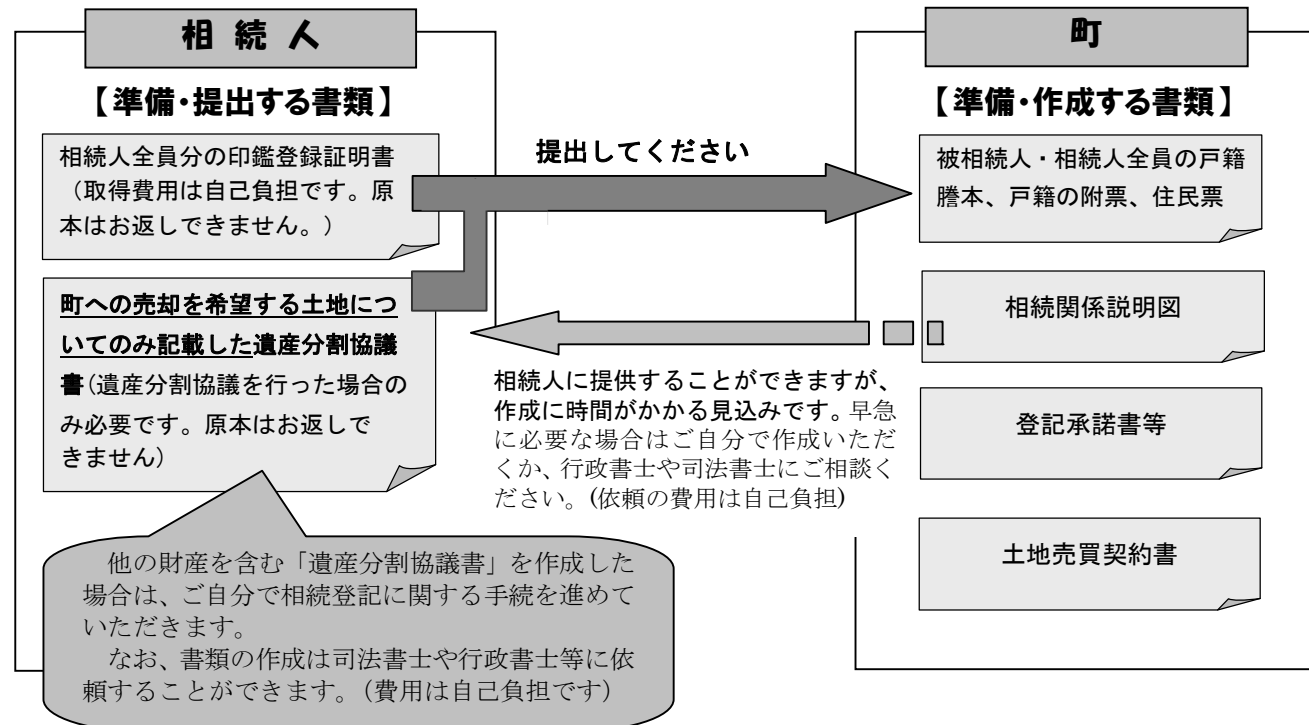 相 続 人
【準備・提出する書類】
相続人全員分の印鑑登録証明書
（取得費用は自己負担です。原
本はお返しできません。）
町への売却を希望する土地につ
いてのみ記載した遺産分割協議
書(遺産分割協議を行った場合の
み必要です。原本はお返しで
きません)
他の財産を含む「遺産分割協議書」を作成した
場合は、ご自分で相続登記に関する手続を進めて
いただきます。
なお、書類の作成は司法書士や行政書士等に依
頼することができます。（費用は自己負担です）
提出してください
相続人に提供することができますが、
作成に時間がかかる見込みです。早急
に必要な場合はご自分で作成いただ
くか、行政書士や司法書士にご相談く
ださい。(依頼の費用は自己負担)
町
【準備・作成する書類】
被相続人・相続人全員の戸籍
謄本、戸籍の附票、住民票
相続関係説明図
登記承諾書等
土地売買契約書